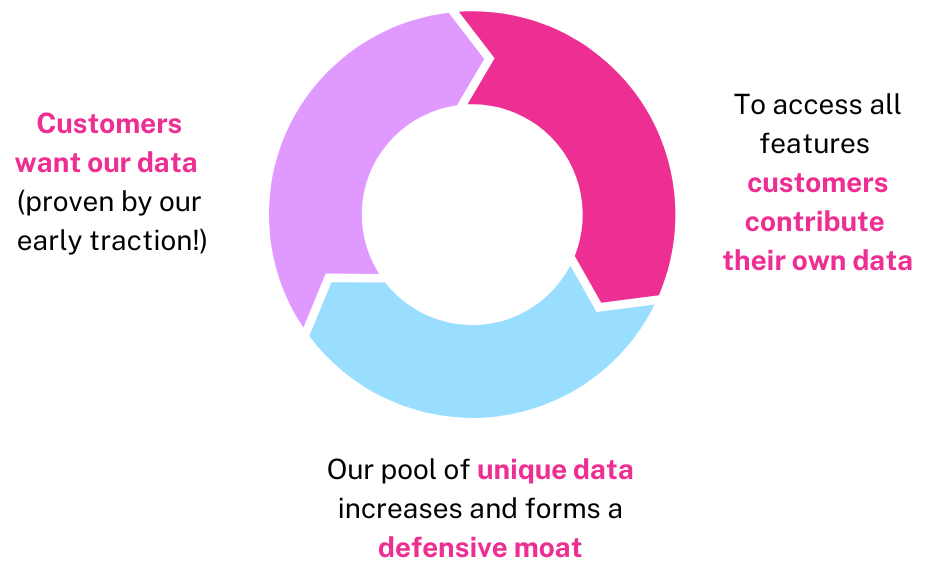 Customers
want our data
(proven by our
early traction!)
To access all
features
customers
contribute
their own data
Our pool of unique data
increases and forms a
defensive moat